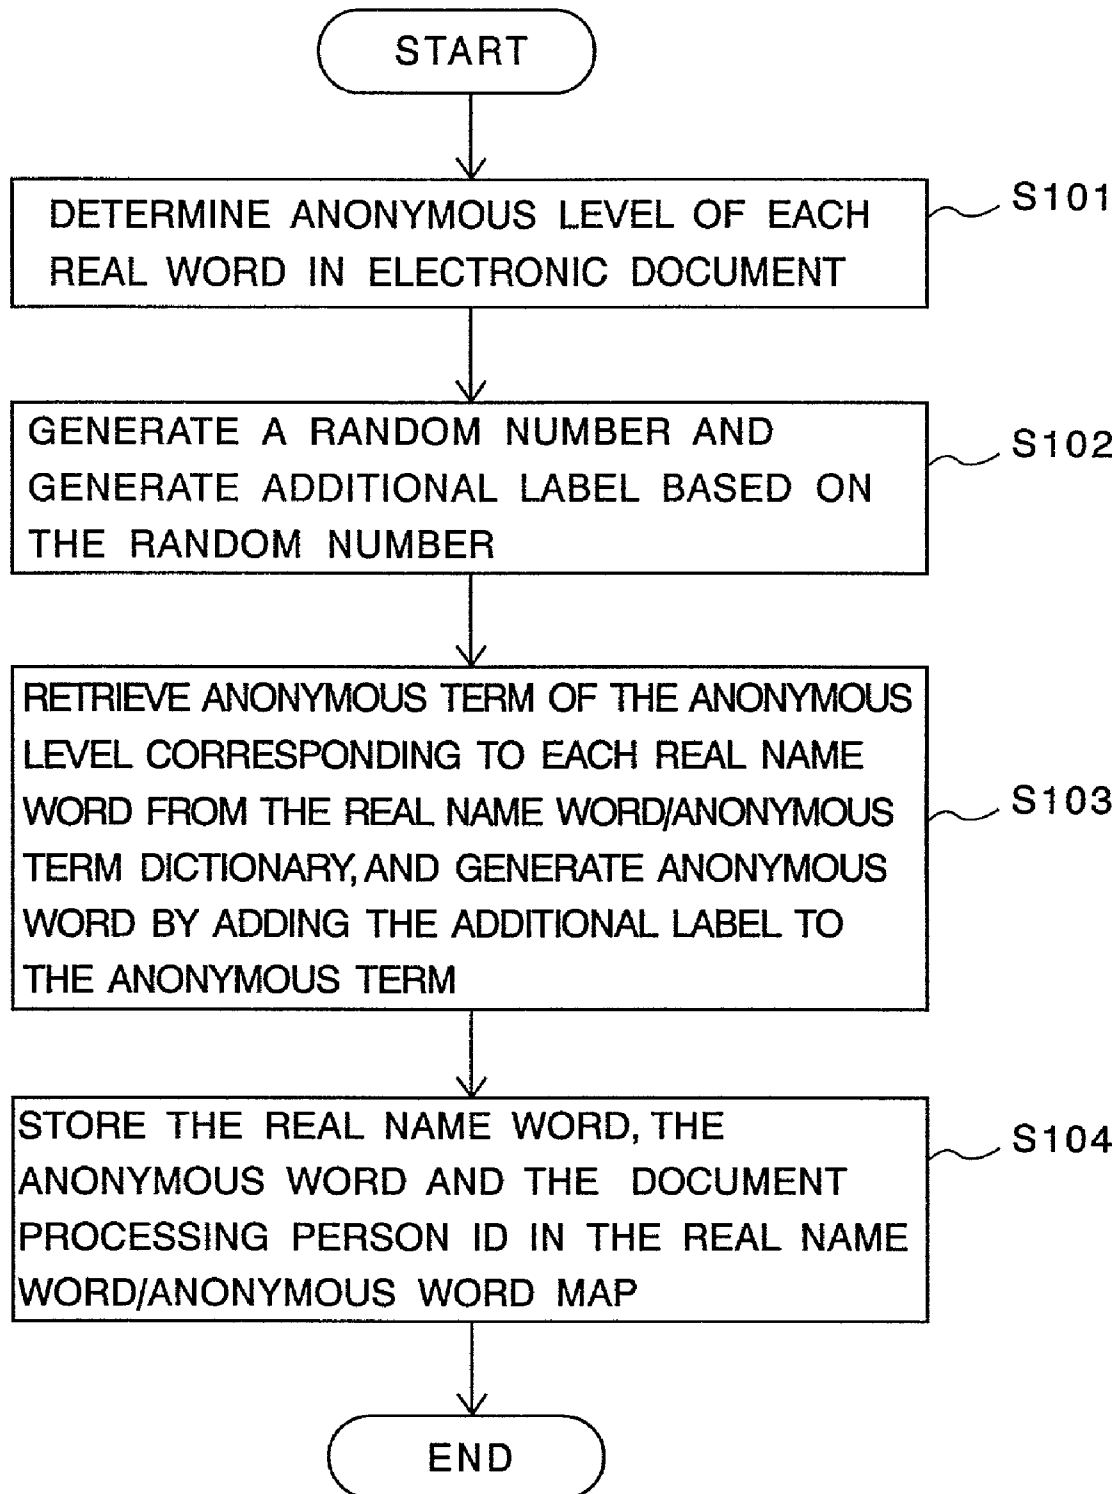 START
DETERMINE ANONYMOUS LEVEL OF EACH
REAL WORD IN ELECTRONIC DOCUMENT
S101
GENERATE A RANDOM NUMBER AND
GENERATE ADDITIONAL LABEL BASED ON
THE RANDOM NUMBER
S102
RETRIEVE ANONYMOUS TERM OF THE ANONYMOUS
LEVEL CORRESPONDING TO EACH REAL NAME
WORD FROM THE REAL NAME WORD/ANONYMOUS
TERM DICTIONARY, AND GENERATE ANONYMOUS
WORD BY ADDING THE ADDITIONAL LABEL TO
THE ANONYMOUS TERM
S103
STORE THE REAL NAME WORD, THE
ANONYMOUS WORD AND THE DOCUMENT
PROCESSING PERSON ID IN THE REAL NAME
WORD/ANONYMOUS WORD MAP
S104
END